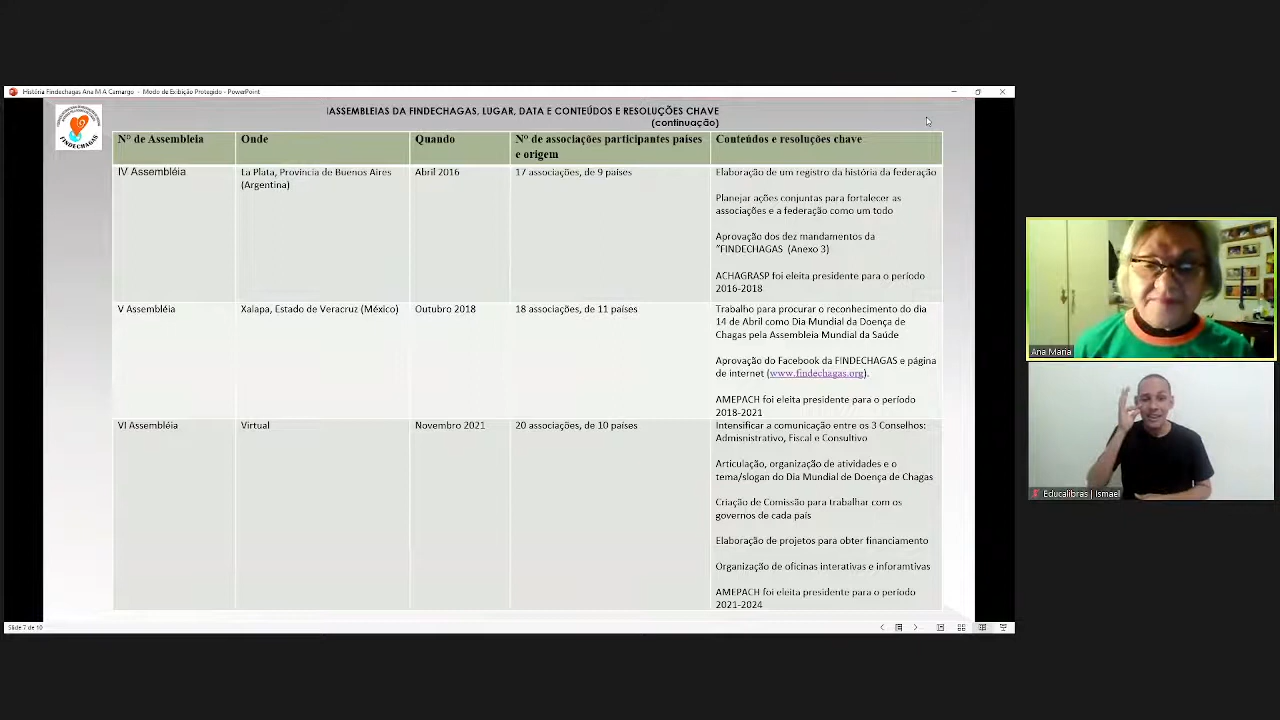 História Findechagas Ana M A Camargo - Modo de Exibição Protegido - PowerPoint
FINDECHAGAS
ASSEMBLEIAS DA FINDECHAGAS, LUGAR, DATA E CONTEÚDOS E RESOLUÇÕES CHAVE
(continuação)
Nº de Assembleia
Onde
Quando
Nº de associações participantes países
e origem
Conteúdos e resoluções chave
IV Assembléia
La Plata, Província de Buenos Aires
(Argentina)
Abril 2016
17 associações, de 9 países
Elaboração de um registro da história da federação
Planejar ações conjuntas para fortalecer as
associações e a federação como um todo
Aprovação dos dez mandamentos da
"FINDECHAGAS (Anexo 3)
ACHAGRASP foi eleita presidente para o período
2016-2018
V Assembléia
Xalapa, Estado de Veracruz (México)
Outubro 2018
18 associações, de 11 países
Trabalho para procurar o reconhecimento do dia
14 de Abril como Dia Mundial da Doença de
Chagas pela Assembleia Mundial da Saúde
Aprovação do Facebook da FINDECHAGAS e página
de internet (www.findechagas.org).
AMEPACH foi eleita presidente para o período
2018-2021
VI Assembléia
Virtual
Novembro 2021
20 associações, de 10 países
Intensificar a comunicação entre os 3 Conselhos:
Administrativo, Fiscal e Consultivo
Articulação, organização de atividades e o
tema/slogan do Dia Mundial de Doença de Chagas
Criação de Comissão para trabalhar com os
governos de cada país
Elaboração de projetos para obter financiamento
Organização de oficinas interativas e inforamtivas
AMEPACH foi eleita presidente para o período
2021-2024
Slide 7 de 10
Ana Maria
Educalibras | Ismael